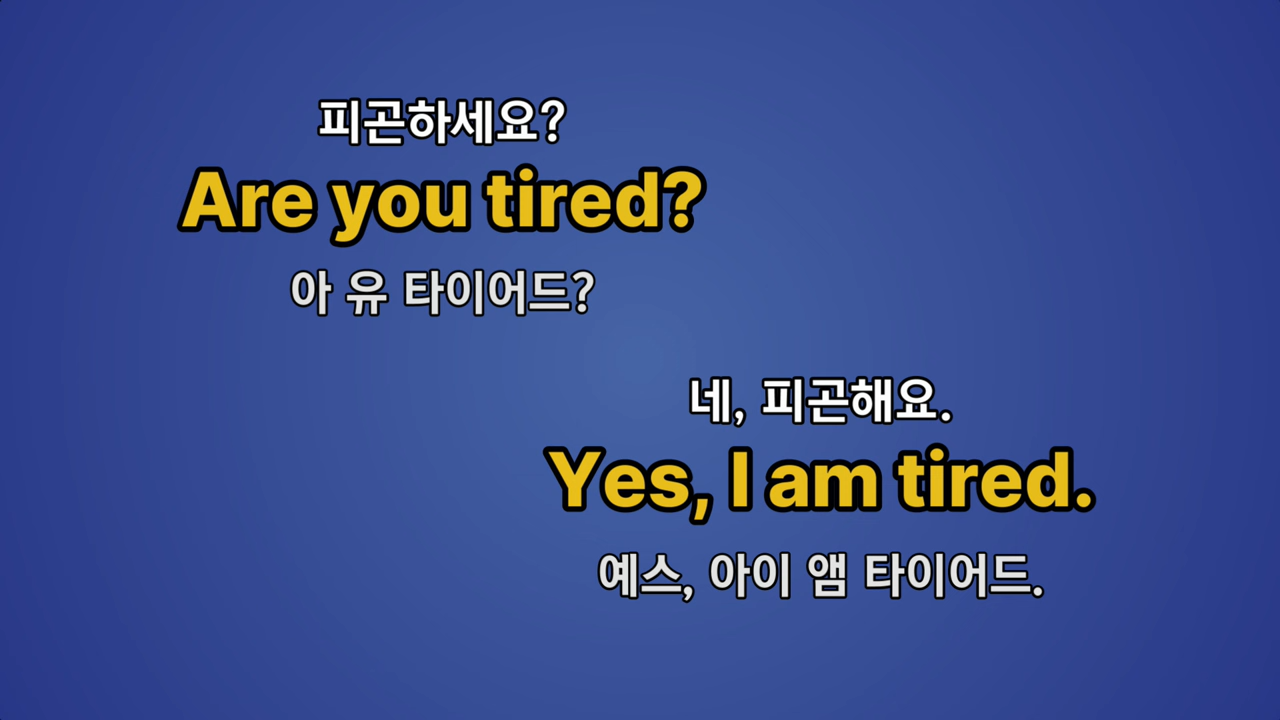 피곤하세요?
Are you tired?
아 유 타이어드?
네, 피곤해요.
Yes, I am tired.
예스, 아이 앰 타이어드.